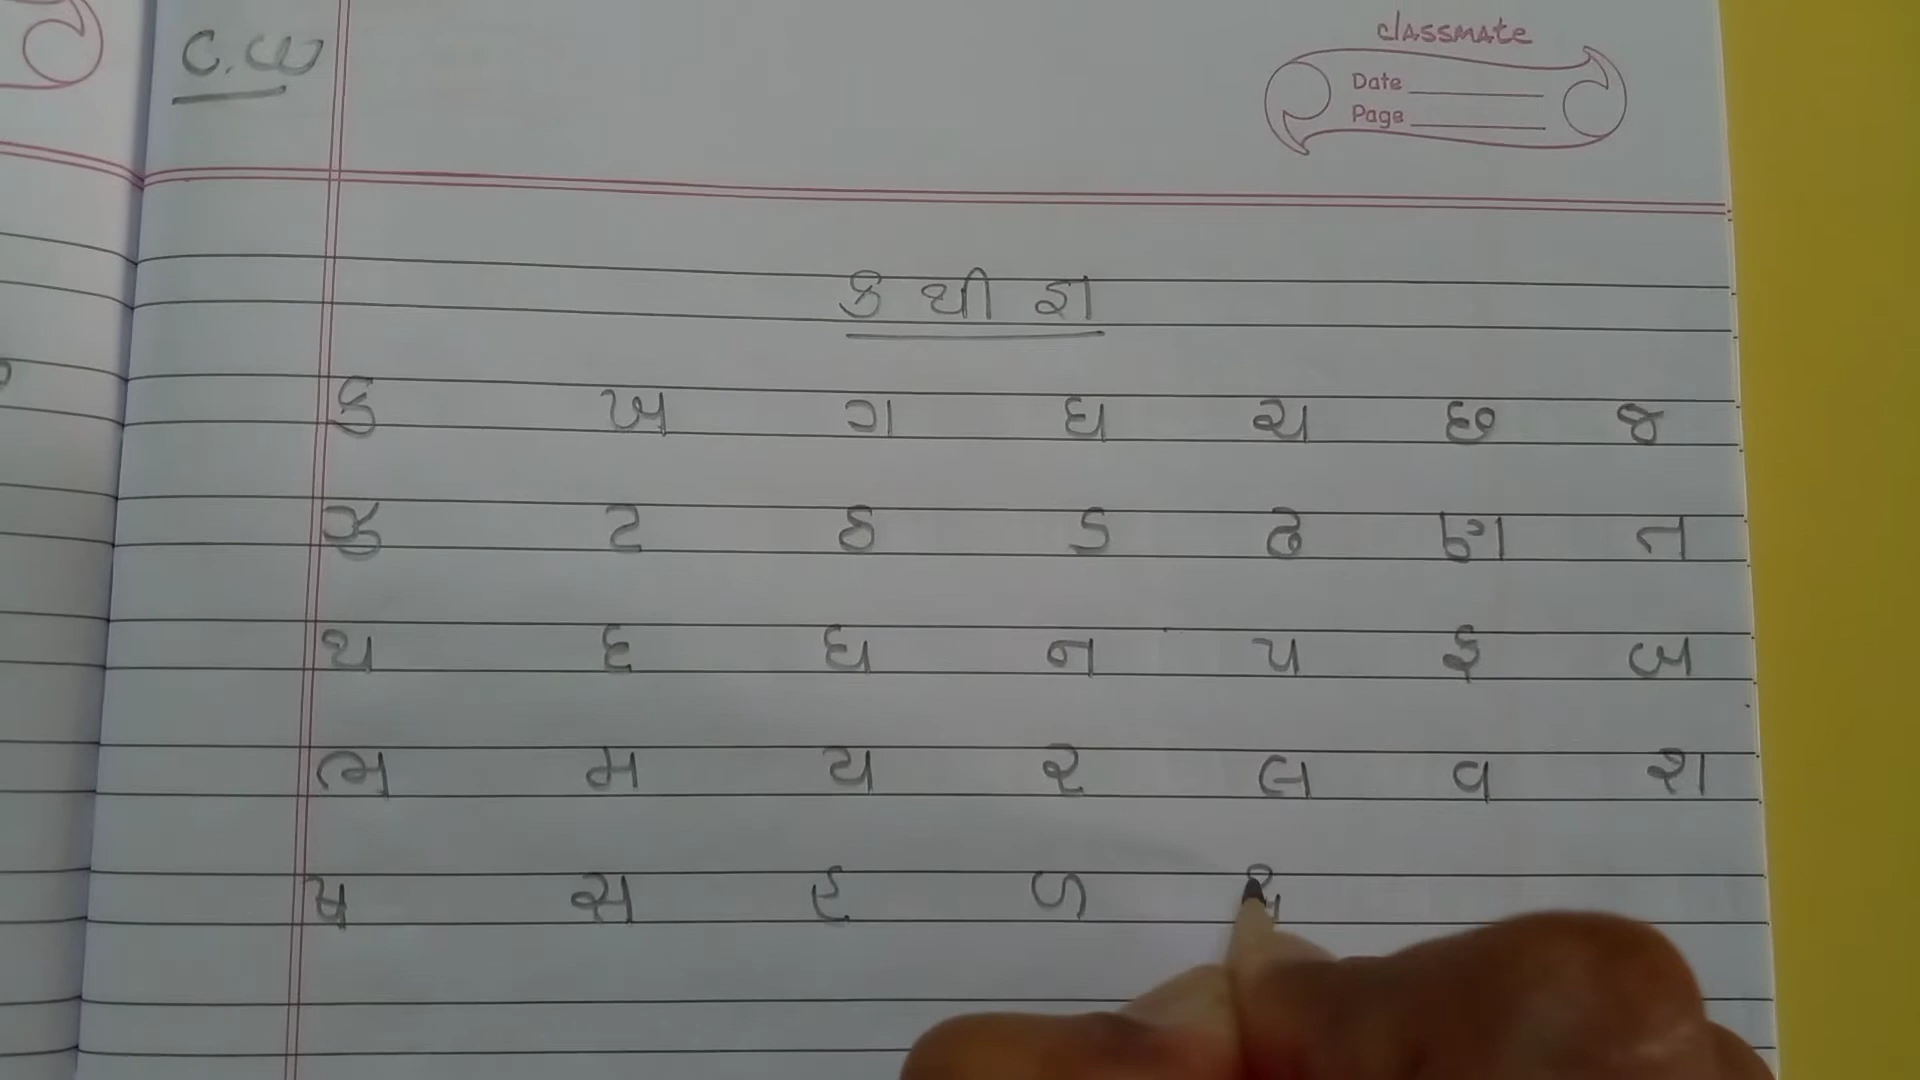 C.W
classmate
Date
Page
ક થી જ્ઞ
ક ખ ગ ઘ ચ છ જ
ઝ ટ ઠ ડ ઢ ણ ત
થ દ ધ ન પ ફ બ
ભ મ ય ર લ વ શ
ષ સ હ ળ ક્ષ